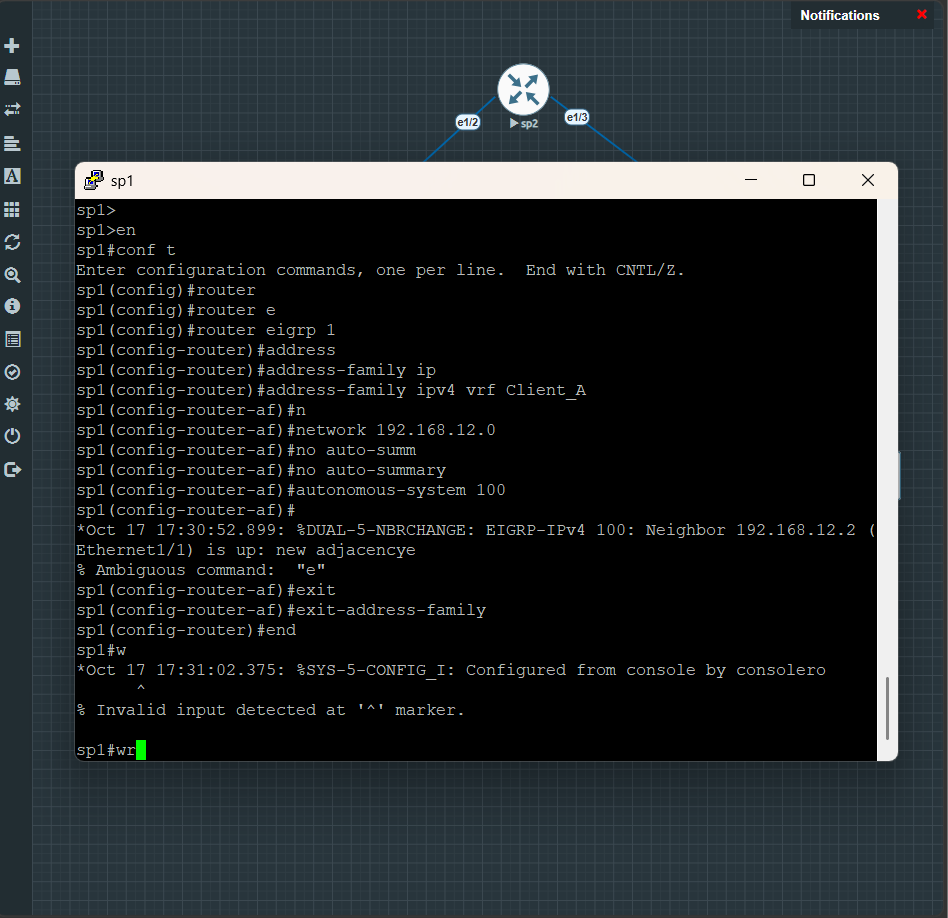 Notifications
e1/2
e1/3
sp2
sp1
sp1>
sp1>en
sp1#conf t
Enter configuration commands, one per line.  End with CNTL/Z.
sp1(config)#router
sp1(config)#router e
sp1(config)#router eigrp 1
sp1(config-router)#address
sp1(config-router)#address-family ip
sp1(config-router)#address-family ipv4 vrf Client_A
sp1(config-router-af)#n
sp1(config-router-af)#network 192.168.12.0
sp1(config-router-af)#no auto-summ
sp1(config-router-af)#no auto-summary
sp1(config-router-af)#autonomous-system 100
sp1(config-router-af)#
*Oct 17 17:30:52.899: %DUAL-5-NBRCHANGE: EIGRP-IPv4 100: Neighbor 192.168.12.2 (
Ethernet1/1) is up: new adjacencye
% Ambiguous command:  "e"
sp1(config-router-af)#exit
sp1(config-router-af)#exit-address-family
sp1(config-router)#end
sp1#w
*Oct 17 17:31:02.375: %SYS-5-CONFIG_I: Configured from console by consolero
^
% Invalid input detected at '^' marker.
sp1#wr